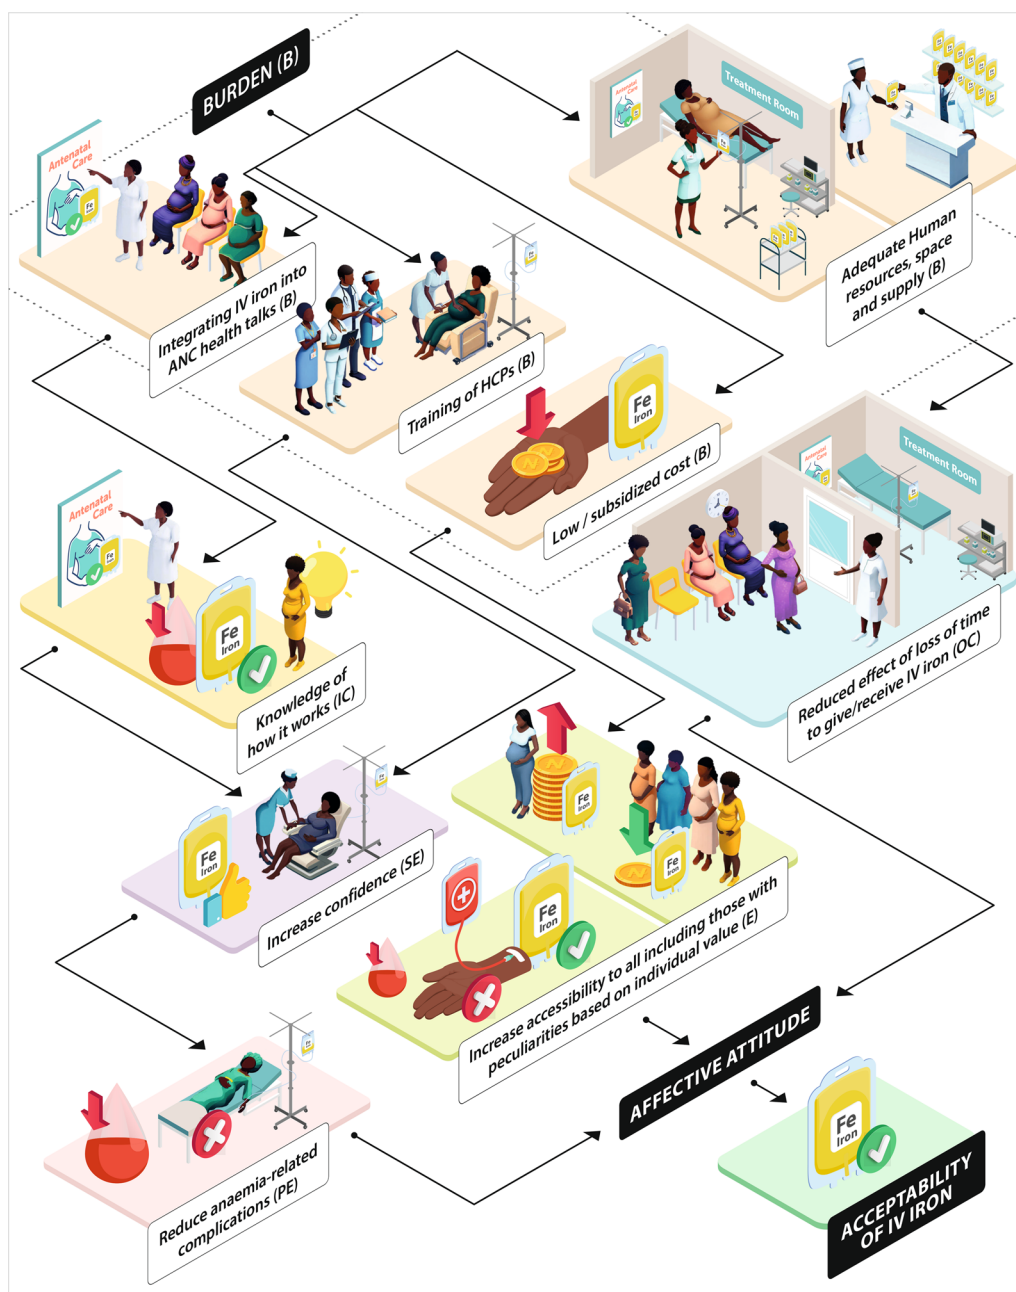 BURDEN (B)
Antenatal
Care
Fe
Integrating IV iron into
ANC health talks (B)
Treatment Room
Fe
Adequate Human
resources, space
and supply (B)
Training of HCPs (B)
Fe
Iron
N
Low / subsidized cost (B)
Antenatal
Care
Treatment Room
Reduced effect of loss of time
to give/receive IV iron (OC)
Antenatal
Care
Fe
Fe
Iron
Knowledge of
how it works (IC)
Fe
Iron
Increase confidence (SE)
N
Fe
Iron
N
Fe
Iron
Fe
Iron
Increase accessibility to all including those with
peculiarities based on individual value (E)
Fe
Reduce anaemia-related
complications (PE)
AFFECTIVE ATTITUDE
Fe
Iron
ACCEPTABILITY
OF IV IRON